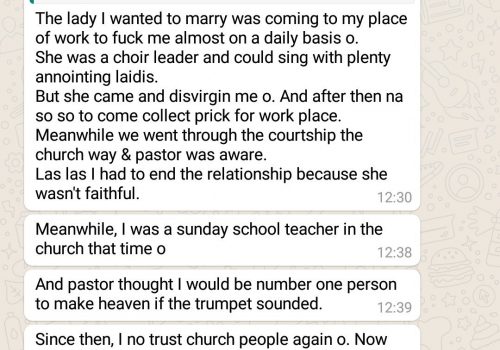 The lady I wanted to marry was coming to my place
of work to fuck me almost on a daily basis o.
She was a choir leader and could sing with plenty
annointing laidis.
But she came and disvirgin me o. And after then na
so so to come collect prick for work place.
Meanwhile we went through the courtship the
church way & pastor was aware.
Las las I had to end the relationship because she
wasn't faithful.
12:30
Meanwhile, I was a sunday school teacher in the
church that time o
12:38
And pastor thought I would be number one person
to make heaven if the trumpet sounded.
12:39
Since then, I no trust church people again o. Now